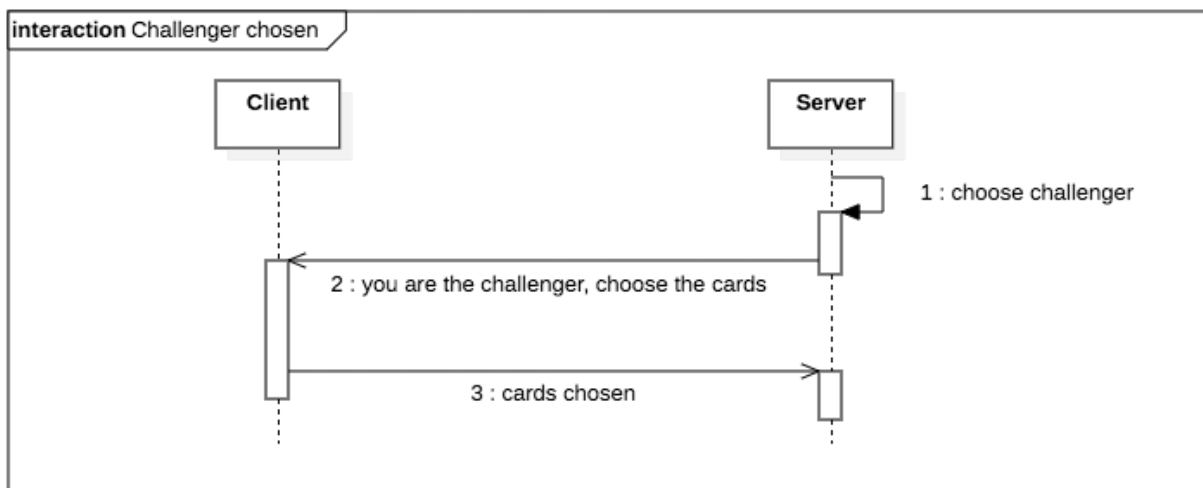 interaction Challenger chosen
Client
Server
1 : choose challenger
2 : you are the challenger, choose the cards
3 : cards chosen